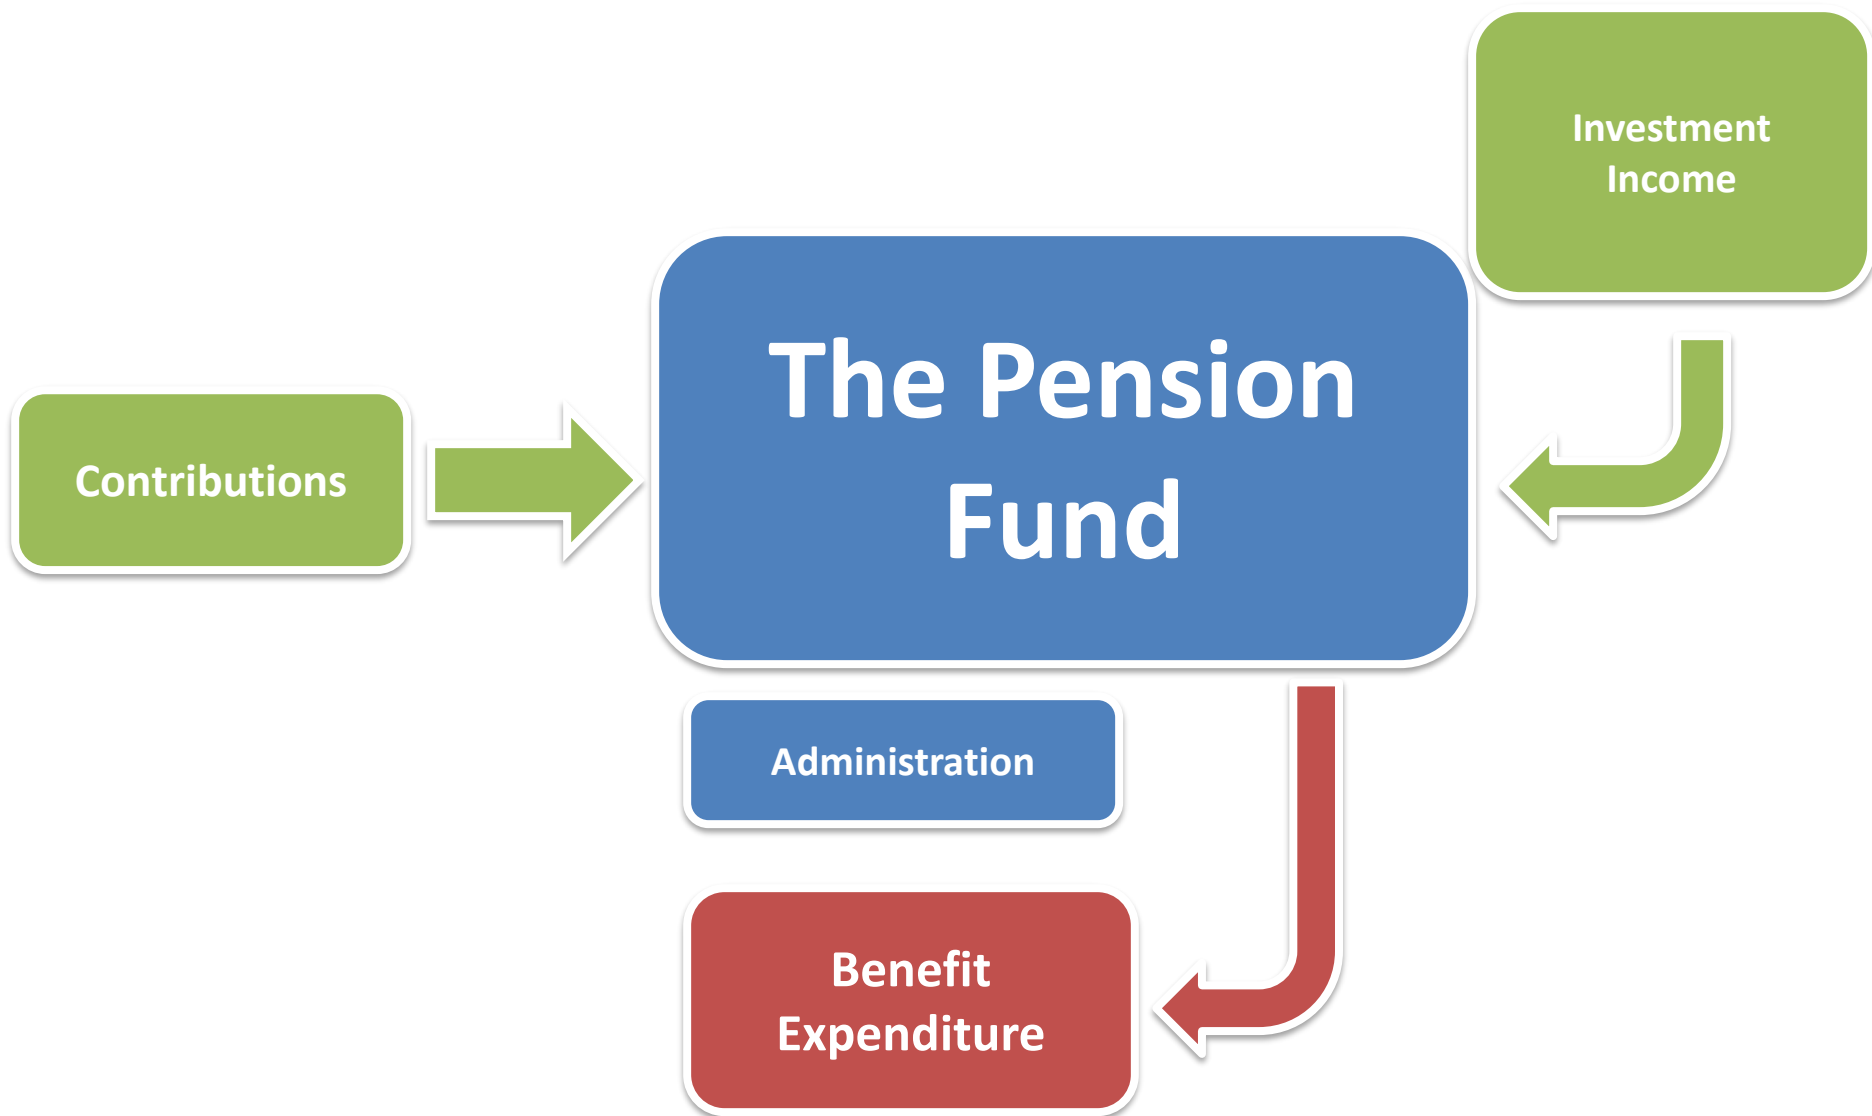 Investment
Income
The Pension
Fund
Contributions
Administration
Benefit
Expenditure